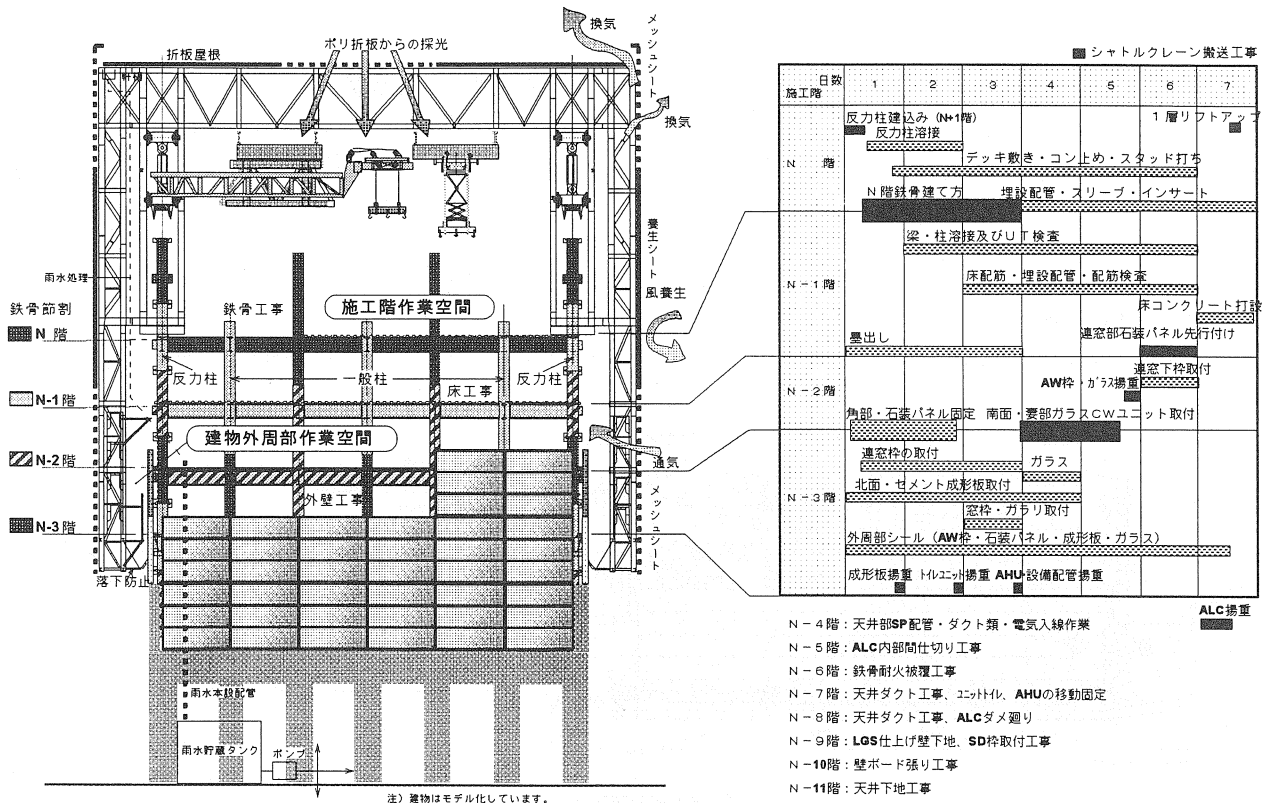 折板屋根
ポリ折板からの採光
換気
メッシュシート
換気
養生シート
風養生
雨水処理
鉄骨節割
N 階
N-1階
N-2階
N-3階
鉄骨工事
施工階作業空間
反力柱
一般柱
反力柱
床工事
建物外周部作業空間
通気
外壁工事
メッシュシート
落下防止
雨水本設配管
雨水貯蔵タンク
ポンプ
注）建物はモデル化しています。
シャトルクレーン搬送工事
日数
施工階
1 2 3 4 5 6 7
N 階
反力柱建込み（N+1階）
1層リフトアップ
反力柱溶接
デッキ敷き・コン止め・スタッド打ち
N階鉄骨建て方
埋設配管・スリーブ・インサート
N-1階
梁・柱溶接及びUT検査
床配筋・埋設配管・配筋検査
床コンクリート打設
墨出し
連窓部石装パネル先行付け
N-2階
連窓下枠取付
AW枠・ガラス揚重
角部・石装パネル固定
南面・妻部ガラスCWユニット取付
N-3階
連窓枠の取付
ガラス
北面・セメント成形板取付
窓枠・ガラリ取付
外周部シール（AW枠・石装パネル・成形板・ガラス）
成形板揚重
トイレユニット揚重
AHU・設備配管揚重
ALC揚重
N-4階：天井部SP配管・ダクト類・電気入線作業
N-5階：ALC内部間仕切り工事
N-6階：鉄骨耐火被覆工事
N-7階：天井ダクト工事、ユニットトイレ、AHUの移動固定
N-8階：天井ダクト工事、ALCダメ廻り
N-9階：LGS仕上げ壁下地、SD枠取付工事
N-10階：壁ボード張り工事
N-11階：天井下地工事